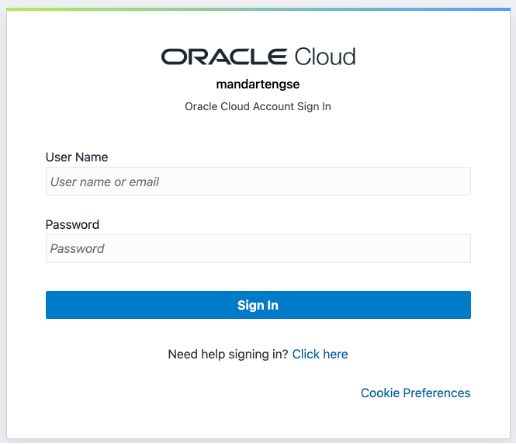 ORACLE Cloud
mandartengse
Oracle Cloud Account Sign In
User Name
User name or email
Password
Password
Sign In
Need help signing in? Click here
Cookie Preferences